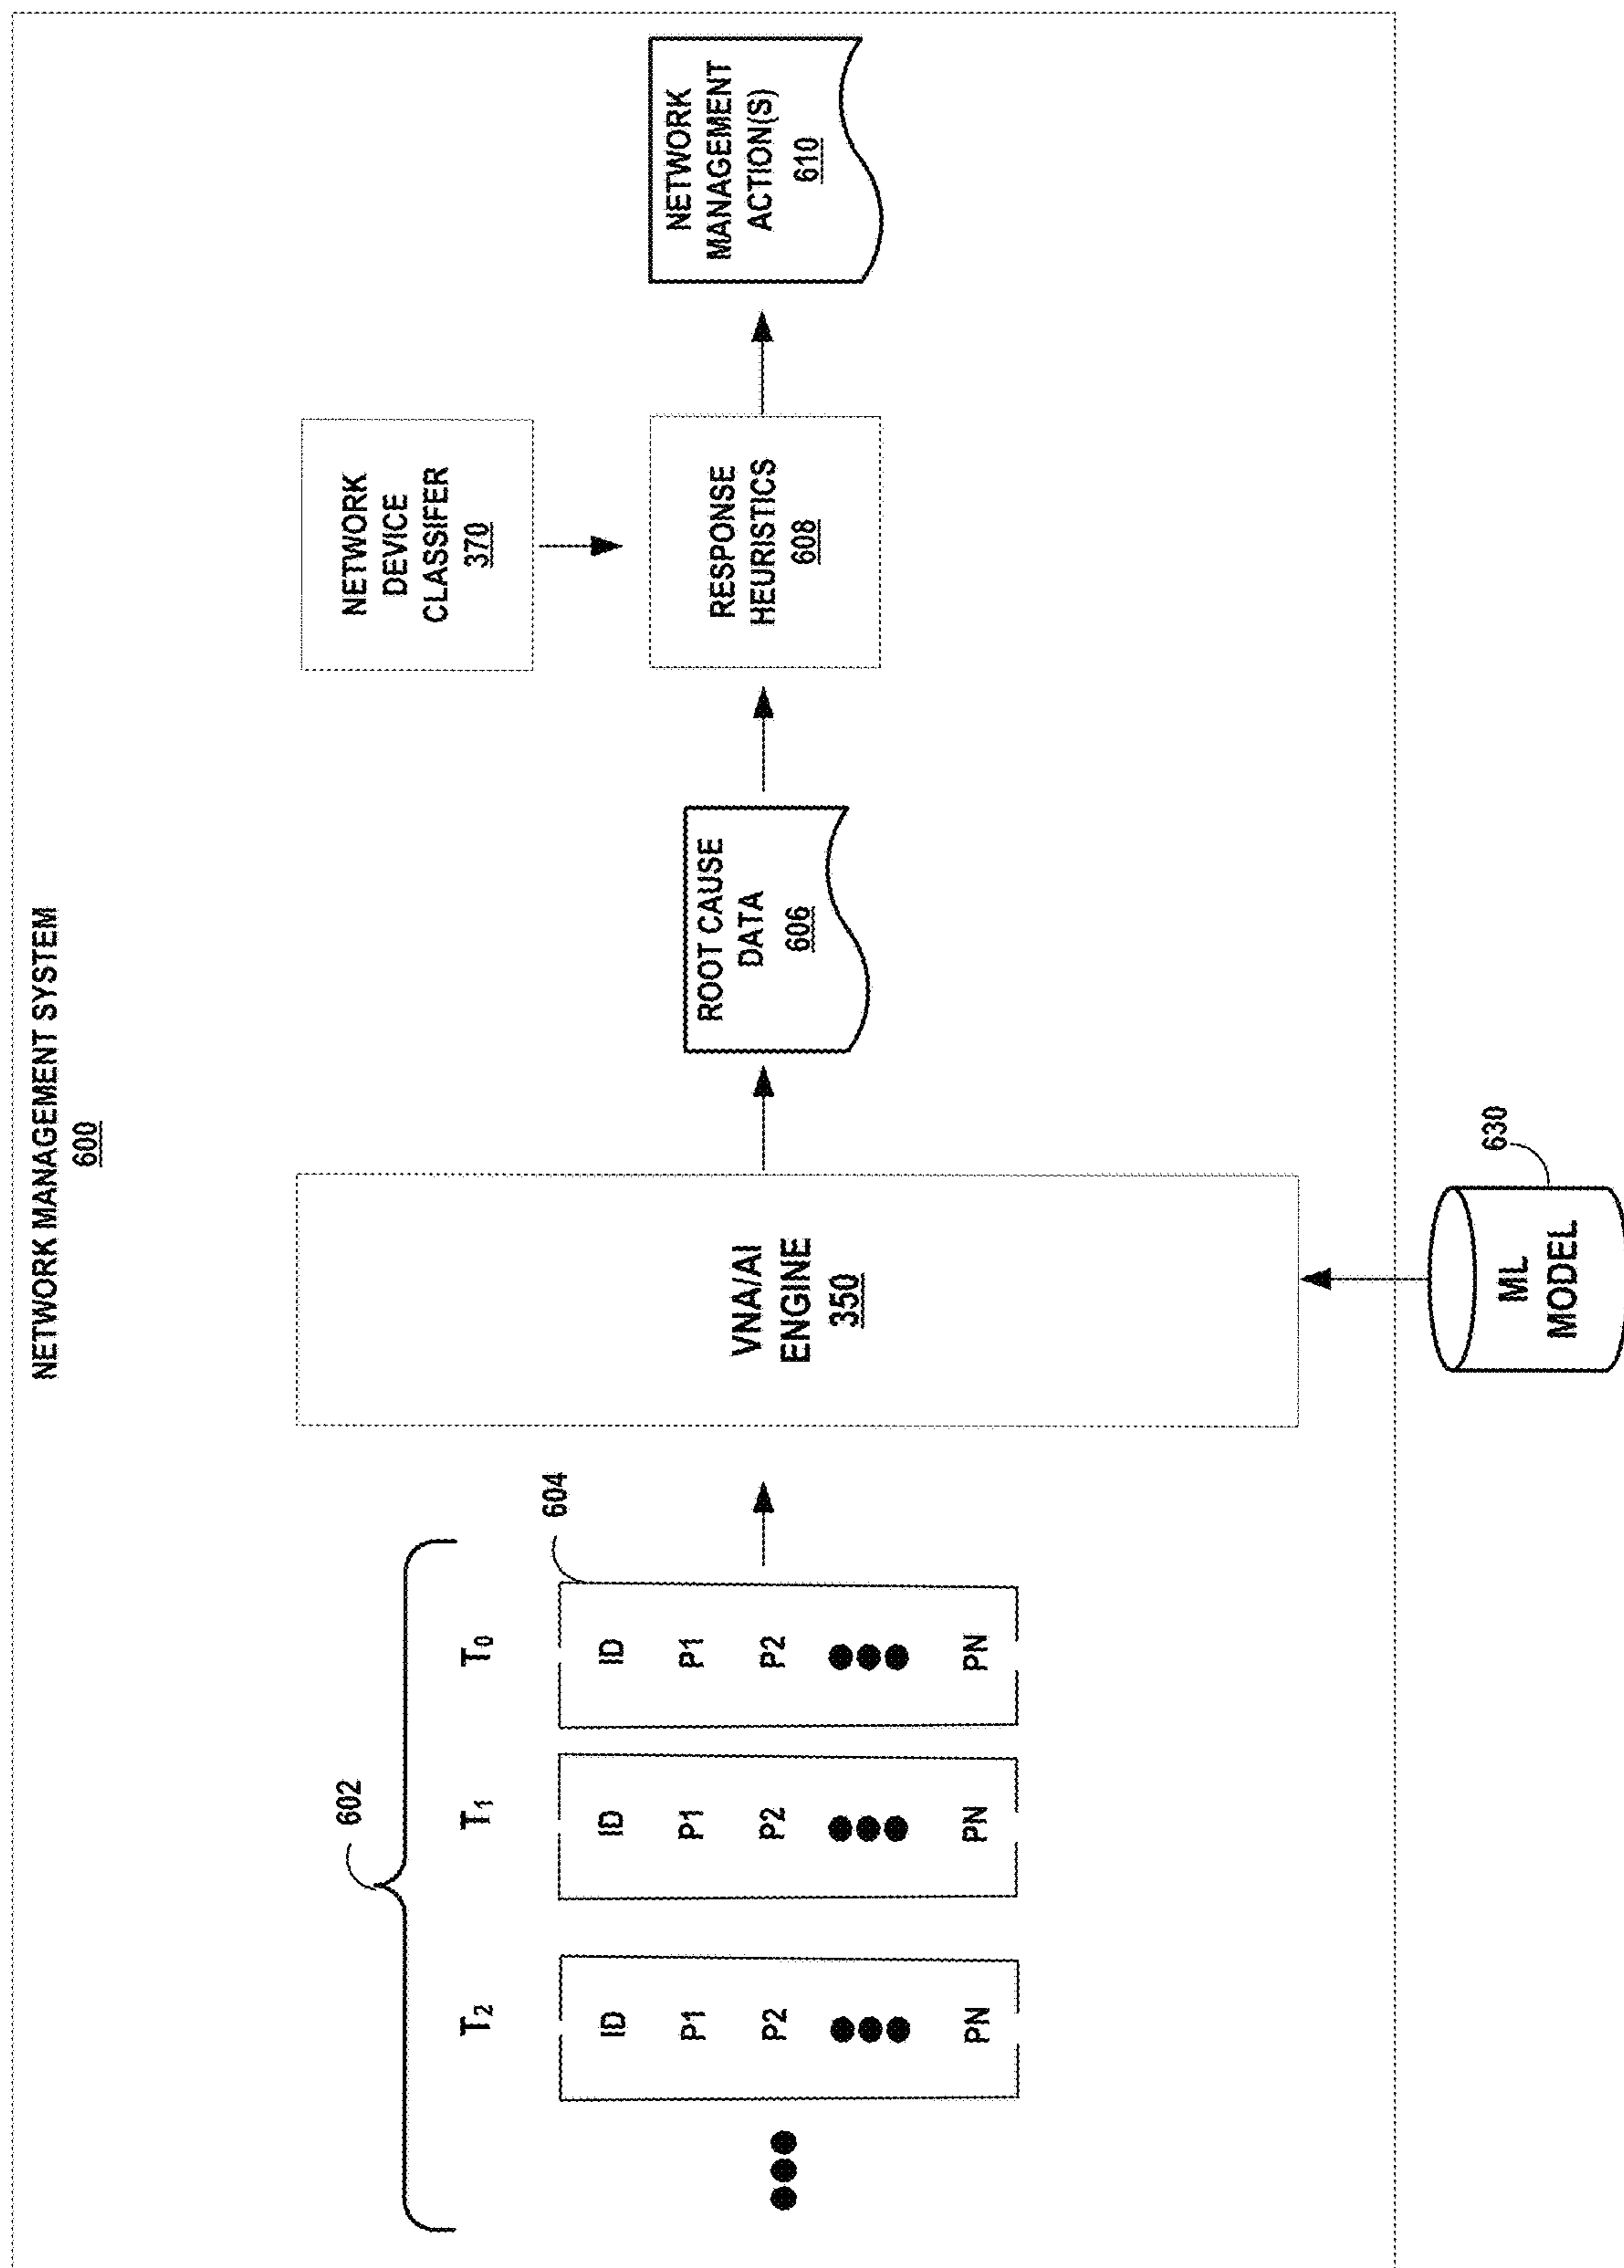 NETWORK MANAGEMENT SYSTEM
600
602
T2
T1
T0
604
ID
P1
P2
PN
ID
P1
P2
PN
ID
P1
P2
PN
VNA/AI
ENGINE
350
ML
MODEL
630
ROOT CAUSE
DATA
606
NETWORK
DEVICE
CLASSIFER
370
RESPONSE
HEURISTICS
608
NETWORK
MANAGEMENT
ACTION(S)
610